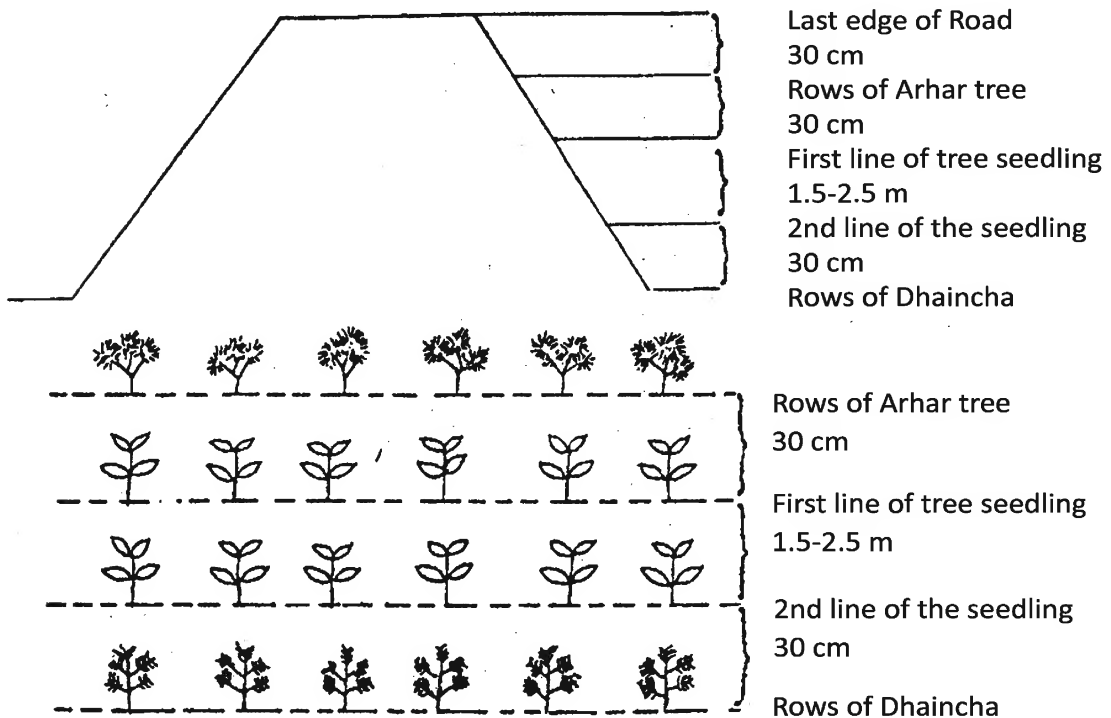 Last edge of Road
30 cm
Rows of Arhar tree
30 cm
First line of tree seedling
1.5-2.5 m
2nd line of the seedling
30 cm
Rows of Dhaincha
Rows of Arhar tree
30 cm
First line of tree seedling
1.5-2.5 m
2nd line of the seedling
30 cm
Rows of Dhaincha